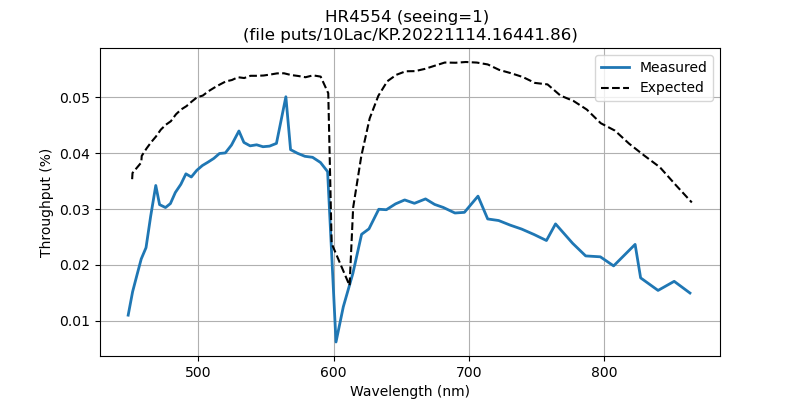 HR4554 (seeing=1)
(file puts/10Lac/KP.20221114.16441.86)
Measured
Expected
Throughput (%)
0.05
0.04
0.03
0.02
0.01
500
600
700
800
Wavelength (nm)